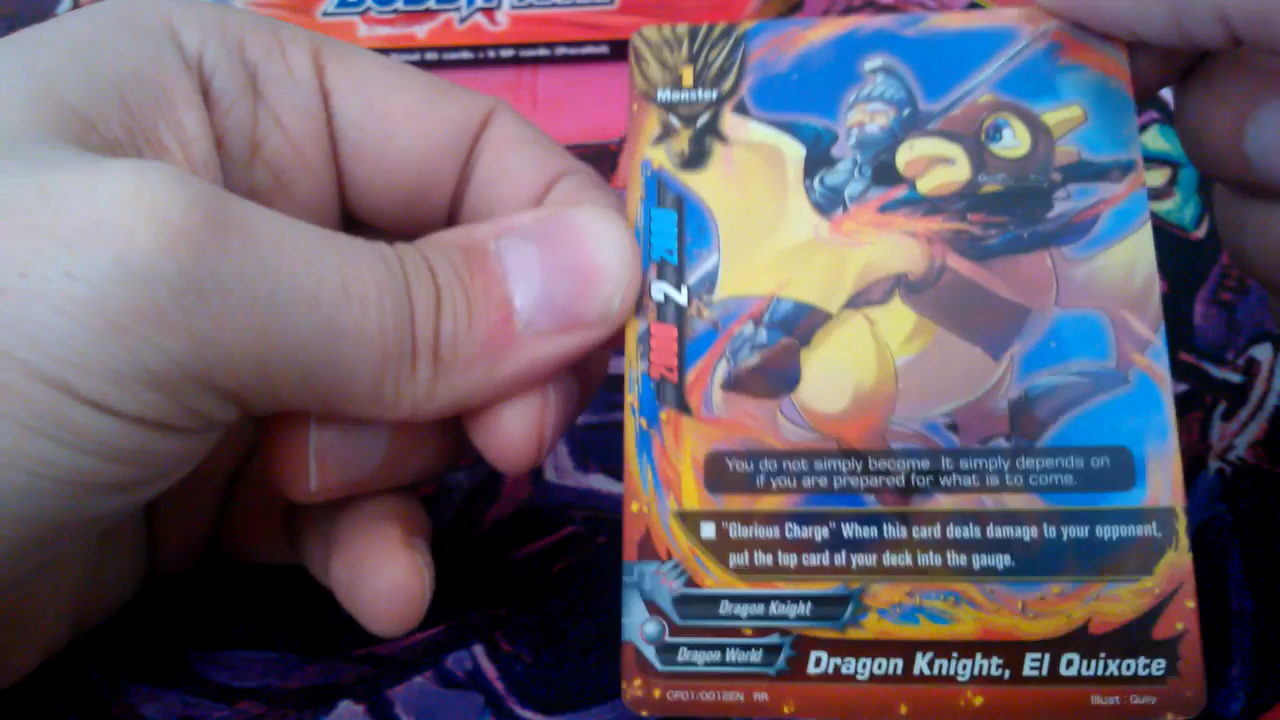 1
Monster
2
You do not simply become. It simply depends on
if you are prepared for what is to come.
"Glorious Charge" When this card deals damage to your opponent,
put the top card of your deck into the gauge.
Dragon Knight
Dragon World
Dragon Knight, El Quixote
CP01/0012EN RR
Illust : Quily